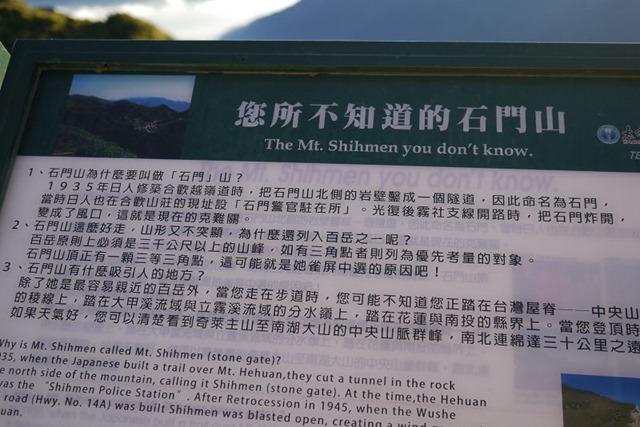 您所不知道的石門山
The Mt. Shihmen you don't know.
1、石門山為什麼要叫做「石門」山?
1935年日人修築合歡越嶺道時,把石門山北側的岩壁鑿成一個隧道,因此命名為石門,
當時日人也在合歡山莊的現址設「石門警官駐在所」。光復後霧社支線開路時,把石門炸開,
變成了風口,這就是現在的克難關。
2、石門山這麼好走,山形又不突顯,為什麼還列入百岳之一呢?
百岳原則上必須是三千公尺以上的山峰,如有三角點者則列為優先考量的對象。
石門山頂正有一顆三等三角點,這可能就是她雀屏中選的原因吧!
3、石門山有什麼吸引人的地方?
除了她是最容易親近的百岳外,當您走在步道時,您可能不知道您正踏在台灣屋脊——中央山
的稜線上,踏在大甲溪流域與立霧溪流域的分水嶺上,踏在花蓮與南投的縣界上。當您登頂時
如果天氣好,您可以清楚看到奇萊主山至南湖大山的中央山脈群峰,南北連綿達三十公里之遠
Why is Mt. Shihmen called Mt. Shihmen (stone gate)?
935, when the Japanese built a trail over Mt. Hehuan,they cut a tunnel in the rock
e north side of the mountain, calling it Shihmen (stone gate). At the time,the Hehuan
was the "Shihmen Police Station". After Retrocession in 1945, when the Wushe
road (Hwy. No. 14A) was built Shihmen was blasted open, creating a wind
uan.